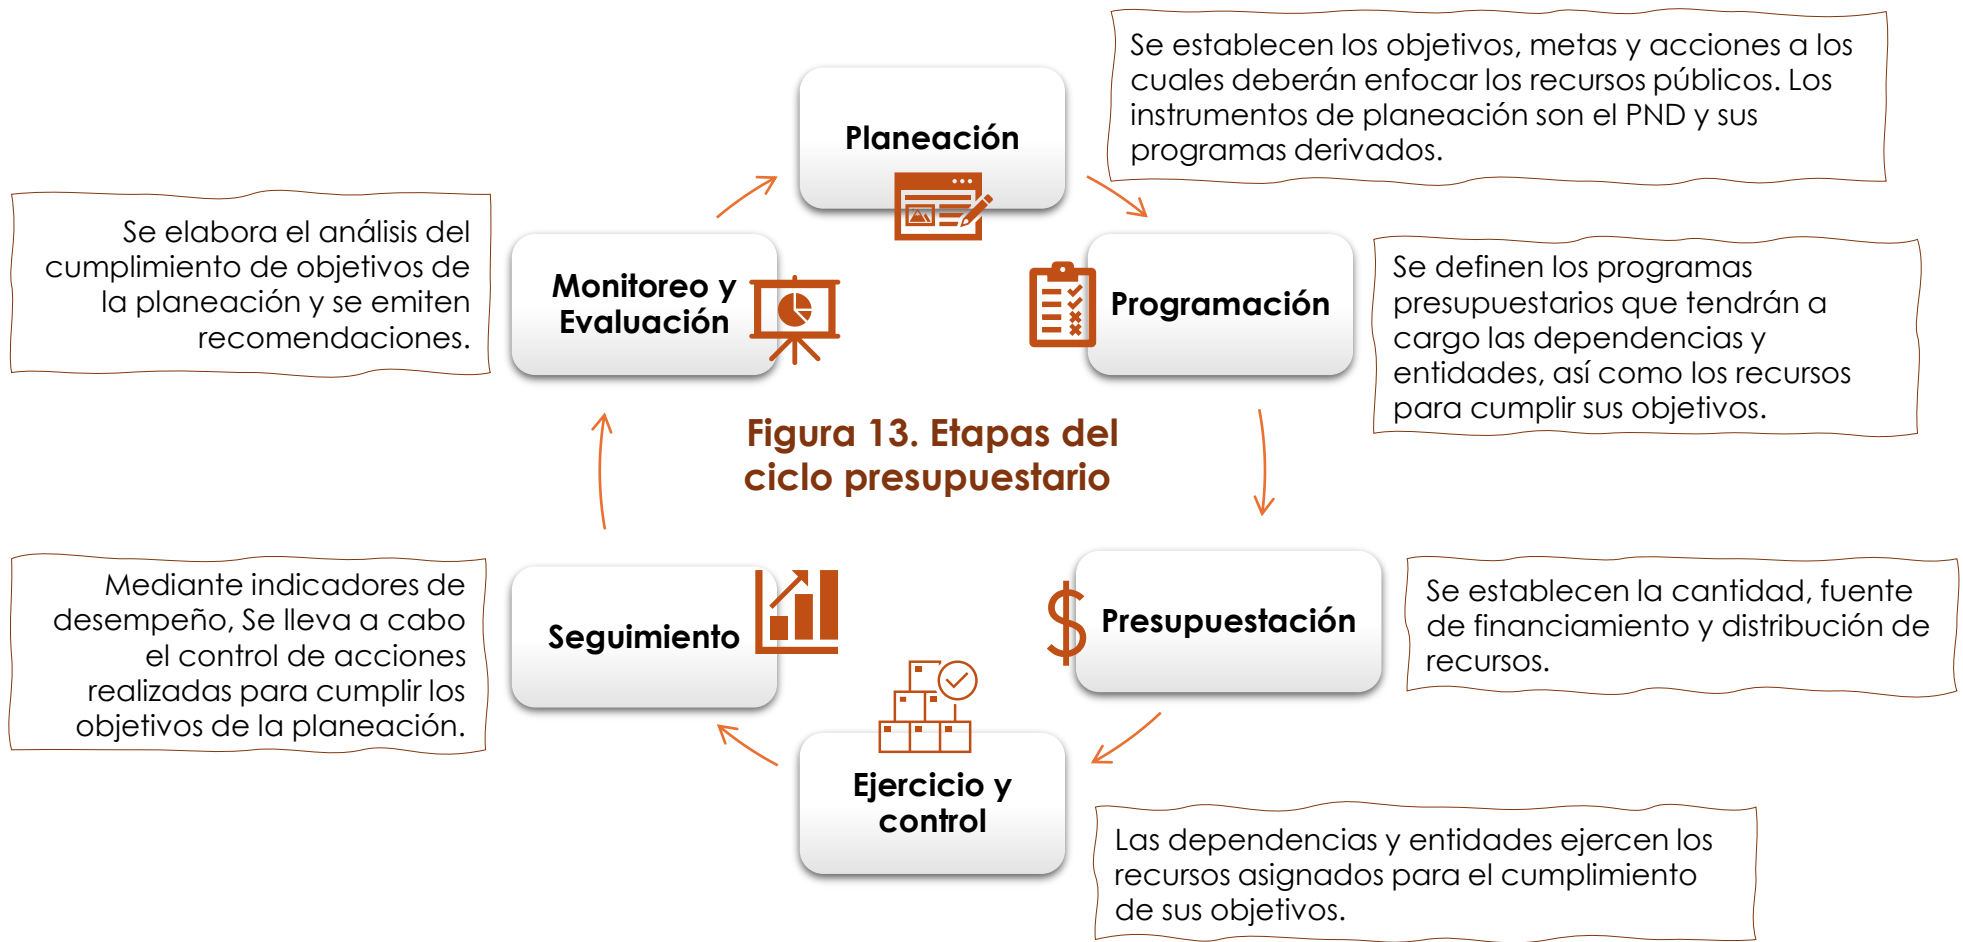 Planeación
Se establecen los objetivos, metas y acciones a los
cuales deberán enfocar los recursos públicos. Los
instrumentos de planeación son el PND y sus
programas derivados.
Programación
Se definen los programas
presupuestarios que tendrán a
cargo las dependencias y
entidades, así como los recursos
para cumplir sus objetivos.
Presupuestación
Se establecen la cantidad, fuente
de financiamiento y distribución de
recursos.
Ejercicio y
control
Las dependencias y entidades ejercen los
recursos asignados para el cumplimiento
de sus objetivos.
Seguimiento
Mediante indicadores de
desempeño, Se lleva a cabo
el control de acciones
realizadas para cumplir los
objetivos de la planeación.
Monitoreo y
Evaluación
Se elabora el análisis del
cumplimiento de objetivos de
la planeación y se emiten
recomendaciones.
Figura 13. Etapas del
ciclo presupuestario